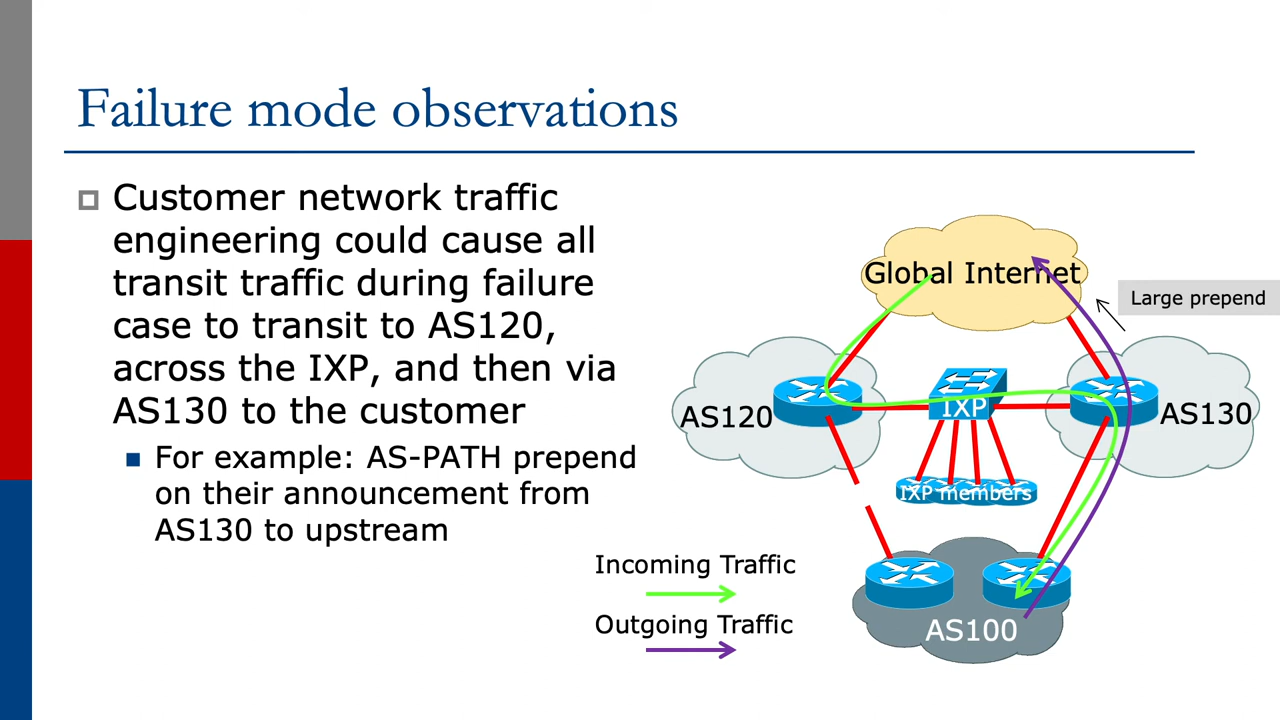 Failure mode observations
Customer network traffic
engineering could cause all
transit traffic during failure
case to transit to AS120,
across the IXP, and then via
AS130 to the customer
For example: AS-PATH prepend
on their announcement from
AS130 to upstream
Global Internet
Large prepend
AS120
IXP
AS130
IXP members
Incoming Traffic
Outgoing Traffic
AS100